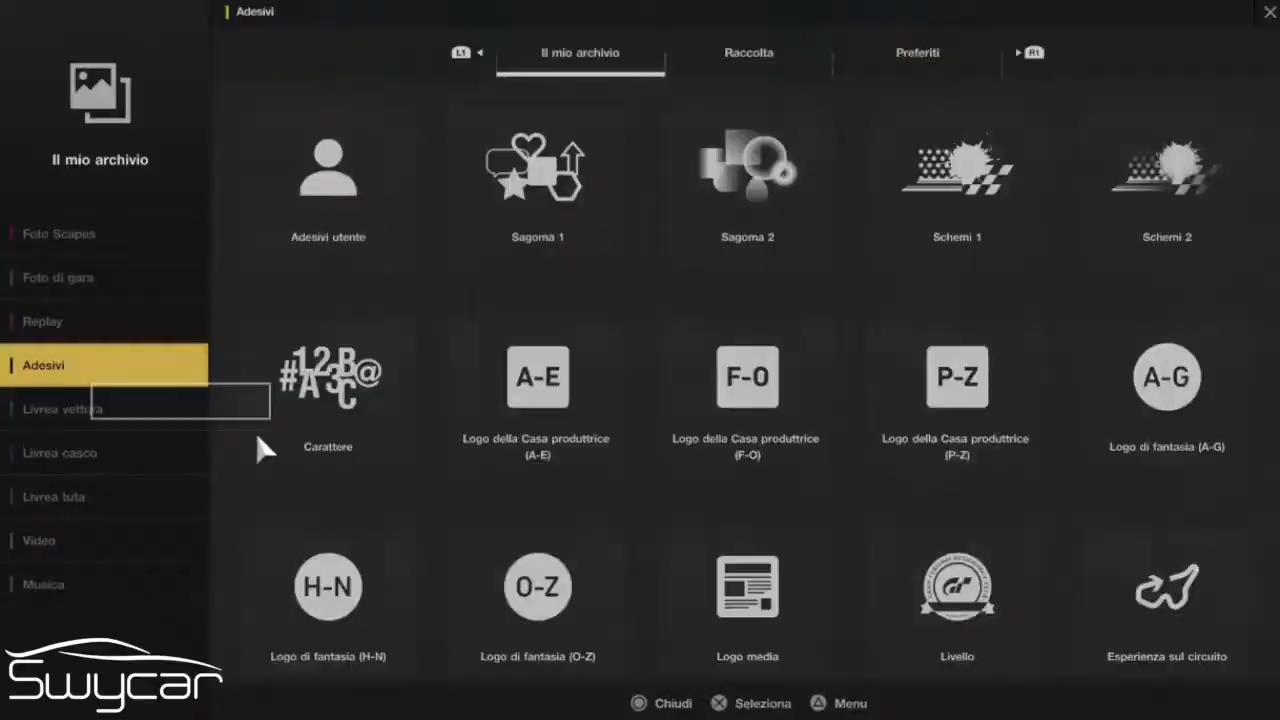 Adesivi
L1
Il mio archivio
Raccolta
Preferiti
R1
Il mio archivio
Foto Scapes
Foto di gara
Replay
Adesivi
Livrea vettura
Livrea casco
Livrea tuta
Video
Musica
Adesivi utente
Sagoma 1
Sagoma 2
Schemi 1
Schemi 2
#12B@
A3C
Carattere
A-E
Logo della Casa produttrice
(A-E)
F-O
Logo della Casa produttrice
(F-O)
P-Z
Logo della Casa produttrice
(P-Z)
A-G
Logo di fantasia (A-G)
H-N
Logo di fantasia (H-N)
O-Z
Logo di fantasia (O-Z)
Logo media
Livello
Esperienza sul circuito
Swycar
Chiudi
Seleziona
Menu